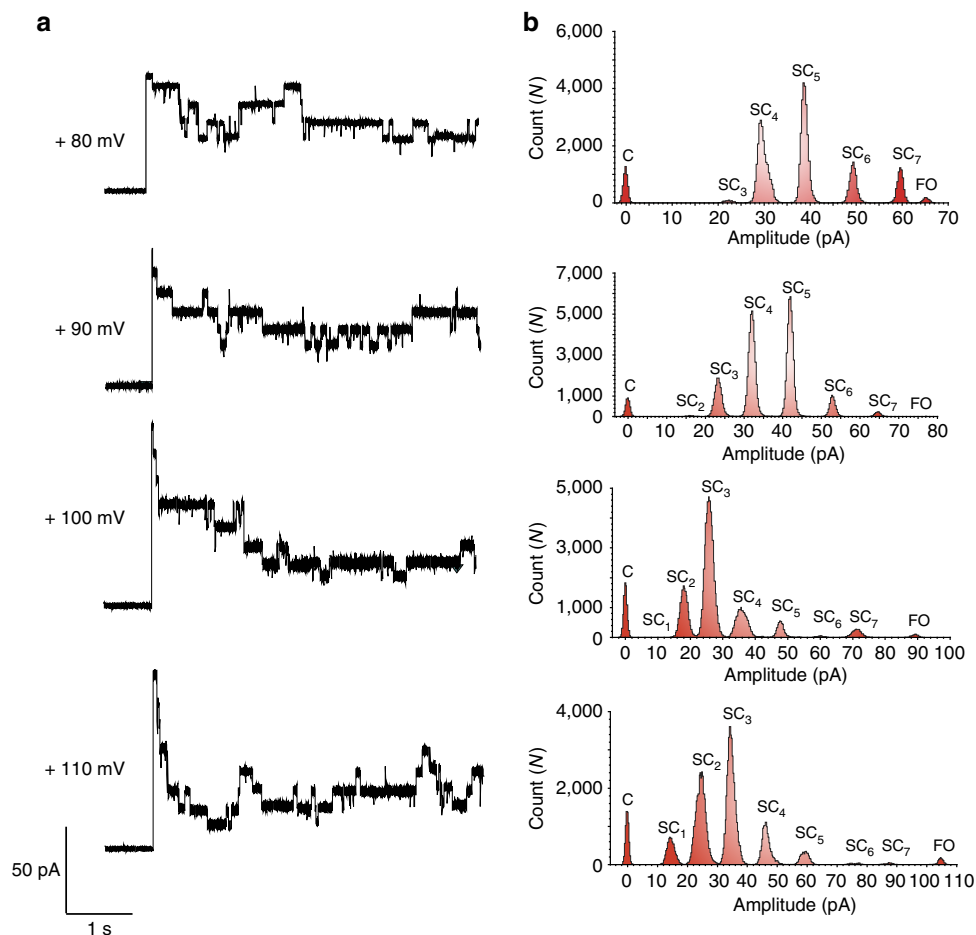 a
+ 80 mV
+ 90 mV
+ 100 mV
+ 110 mV
50 pA
1 s
b
6,000
4,000
2,000
0
Count (N)
C
SC3
SC4
SC5
SC6
SC7
FO
0 10 20 30 40 50 60 70
Amplitude (pA)
7,000
5,000
3,000
1,000
0
Count (N)
C
SC2
SC3
SC4
SC5
SC6
SC7
FO
0 10 20 30 40 50 60 70 80
Amplitude (pA)
5,000
3,000
1,000
0
Count (N)
C
SC1
SC2
SC3
SC4
SC5
SC6
SC7
FO
0 10 20 30 40 50 60 70 80 90 100
Amplitude (pA)
4,000
2,000
0
Count (N)
C
SC1
SC2
SC3
SC4
SC5
SC6
SC7
FO
0 10 20 30 40 50 60 70 80 90 100 110
Amplitude (pA)